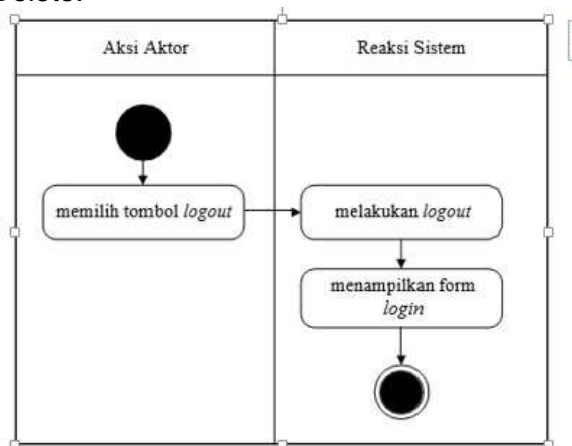 Aksi Aktor
Reaksi Sistem
memilih tombol logout
melakukan logout
menampilkan form
login